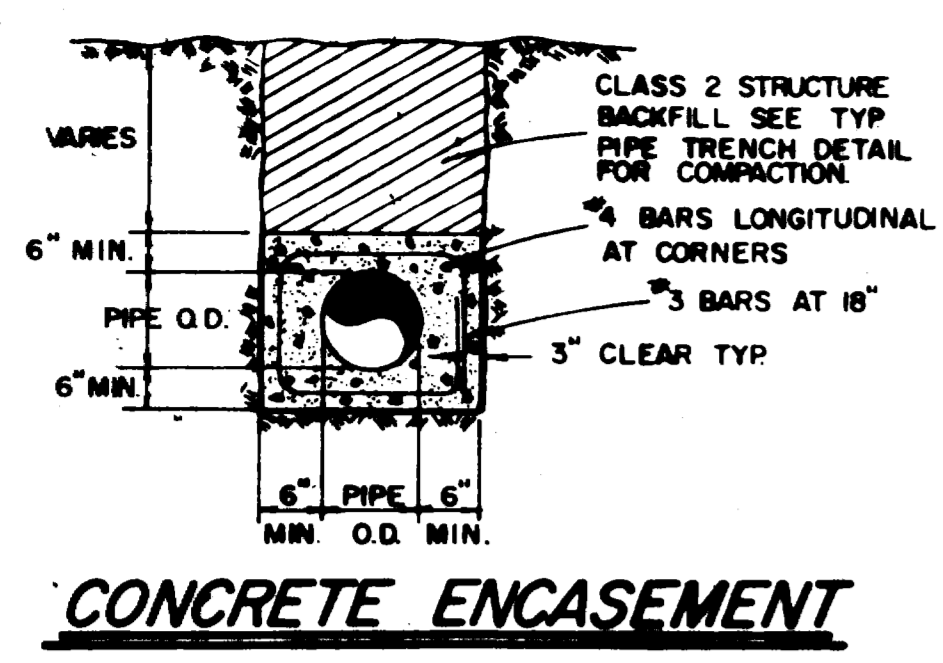 CLASS 2 STRUCTURE
BACKFILL SEE TYP
PIPE TRENCH DETAIL
FOR COMPACTION.
VARIES
#4 BARS LONGITUDINAL
AT CORNERS
6" MIN.
#3 BARS AT 18"
PIPE O.D.
3" CLEAR TYP.
6" MIN.
6" PIPE 6"
MIN. O.D. MIN.
CONCRETE ENCASEMENT